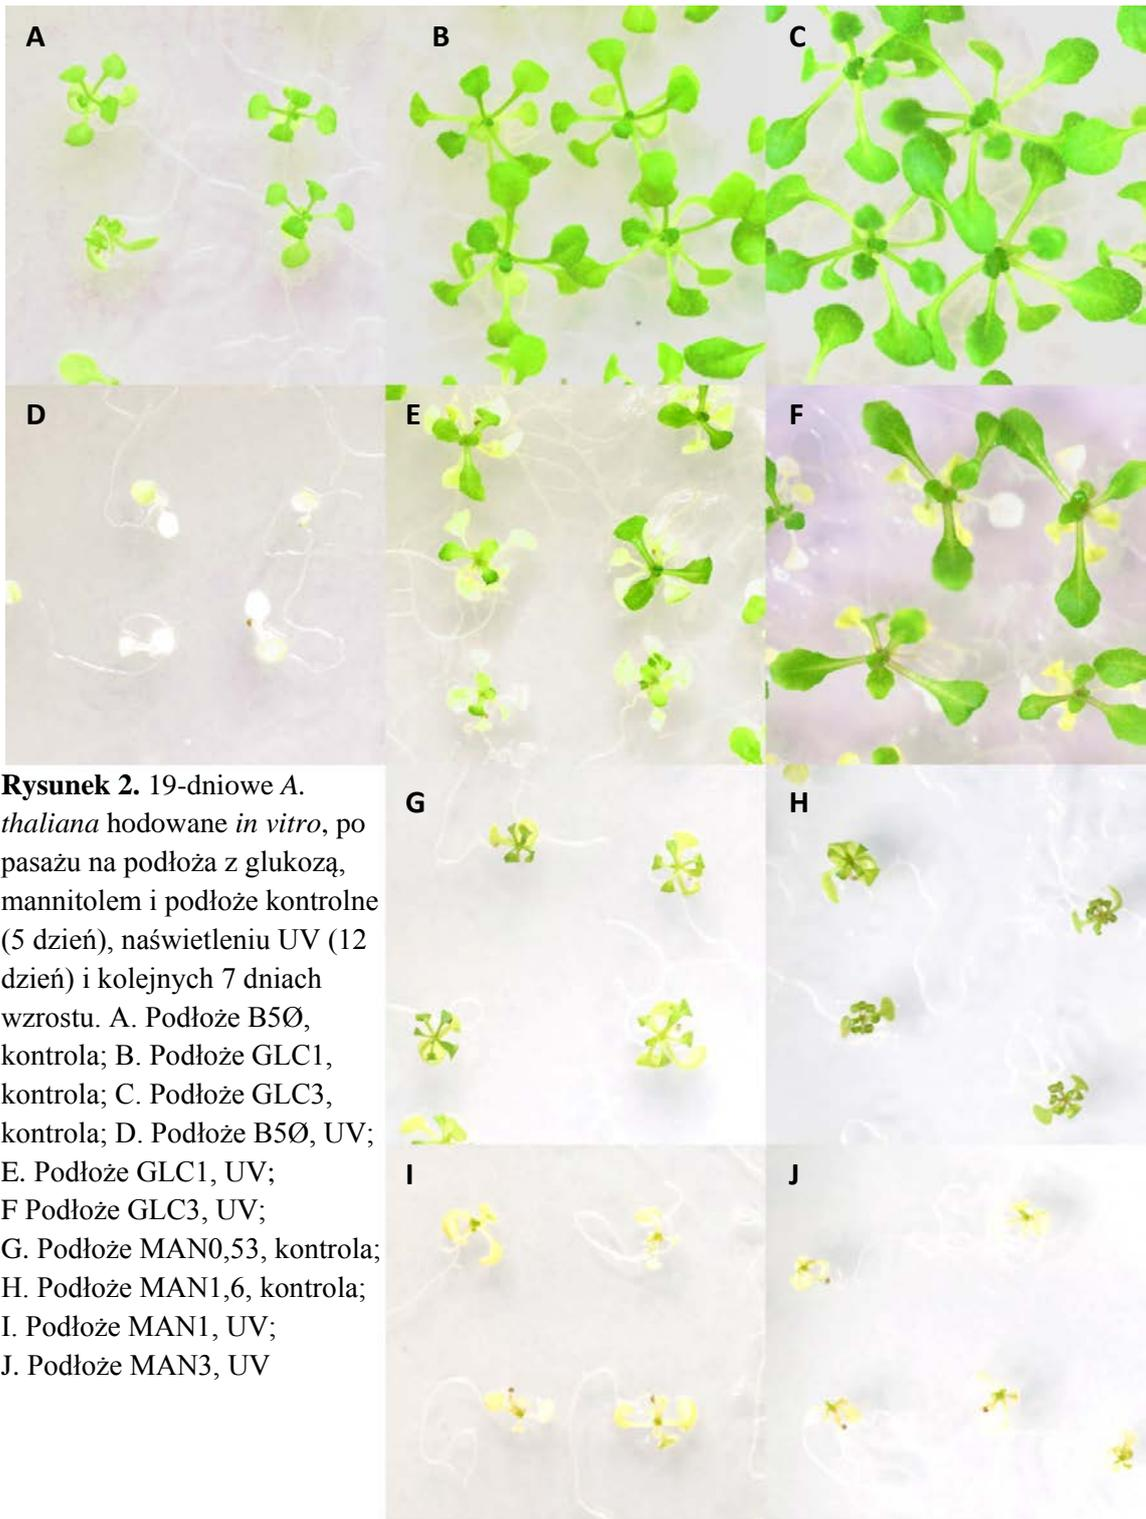 A
B
C
D
E
F
Rysunek 2. 19-dniowe A.
thaliana hodowane in vitro, po
pasażu na podłoża z glukozą,
mannitolem i podłoże kontrolne
(5 dzień), naświetleniu UV (12
dzień) i kolejnych 7 dniach
wzrostu. A. Podłoże B5Ø,
kontrola; B. Podłoże GLC1,
kontrola; C. Podłoże GLC3,
kontrola; D. Podłoże B5Ø, UV;
E. Podłoże GLC1, UV;
F Podłoże GLC3, UV;
G. Podłoże MAN0,53, kontrola;
H. Podłoże MAN1,6, kontrola;
I. Podłoże MAN1, UV;
J. Podłoże MAN3, UV
G
H
I
J